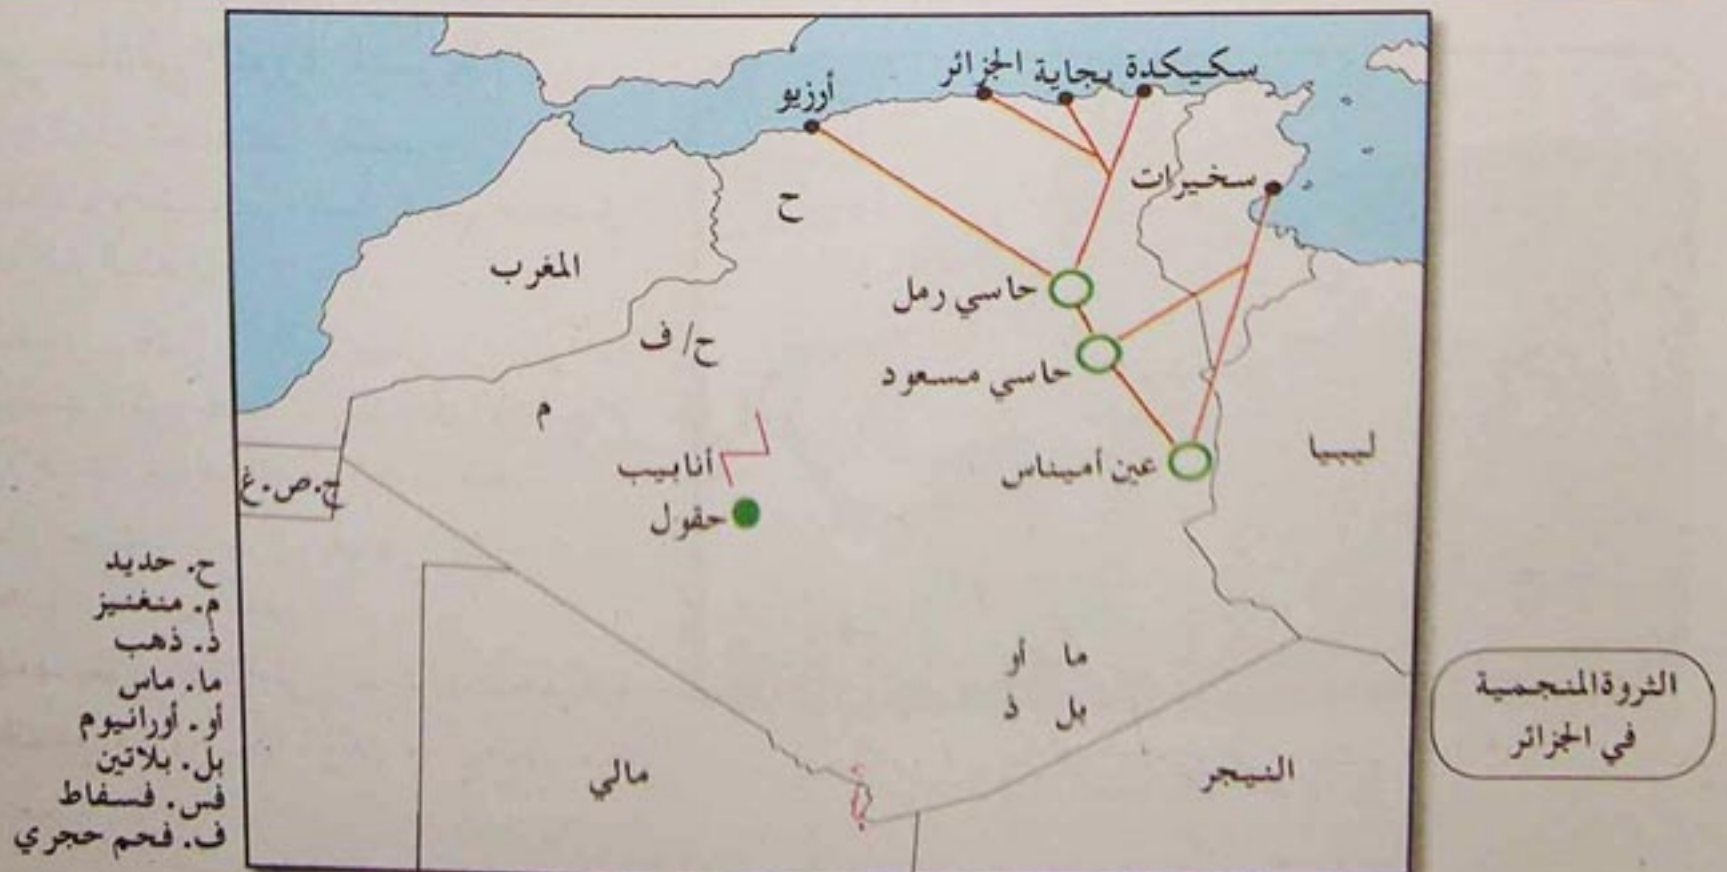 سكيكدة
بجاية
الجزائر
أرزيو
سخيرات
ح
المغرب
حاسي رمل
ح/ف
حاسي مسعود
م
ليبيا
أنابيب
عين أميناس
ج.ص.غ
حقول
ح. حديد
م. منغنيز
ذ. ذهب
ما. ماس
أو. أورانيوم
بل. بلاتين
فس. فسفاط
ف. فحم حجري
ما أو
بل ذ
الثروة المنجمية
في الجزائر
مالي
النيجر